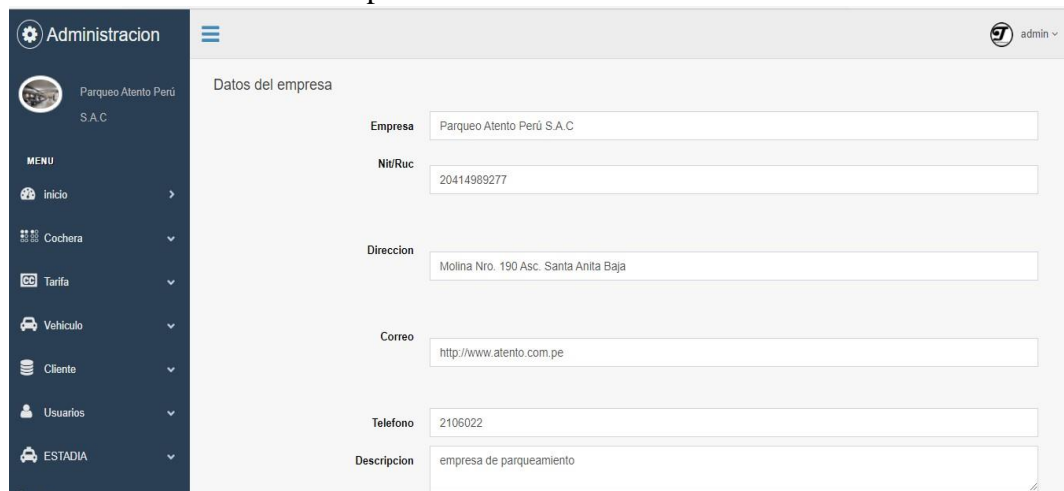 Administracion
admin
Parqueo Atento Perú
S.A.C
MENU
inicio
Cochera
CC Tarifa
Vehiculo
Cliente
Usuarios
ESTADIA
Datos del empresa
Empresa Parqueo Atento Perú S.A.C
Nit/Ruc 20414989277
Direccion Molina Nro. 190 Asc. Santa Anita Baja
Correo http://www.atento.com.pe
Telefono 2106022
Descripcion empresa de parqueamiento